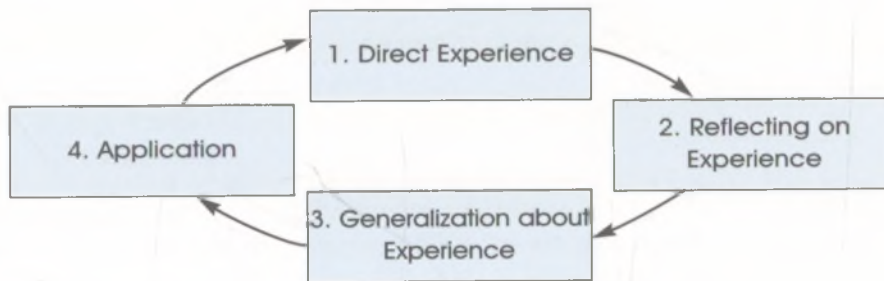 1. Direct Experience
2. Reflecting on
Experience
3. Generalization about
Experience
4. Application